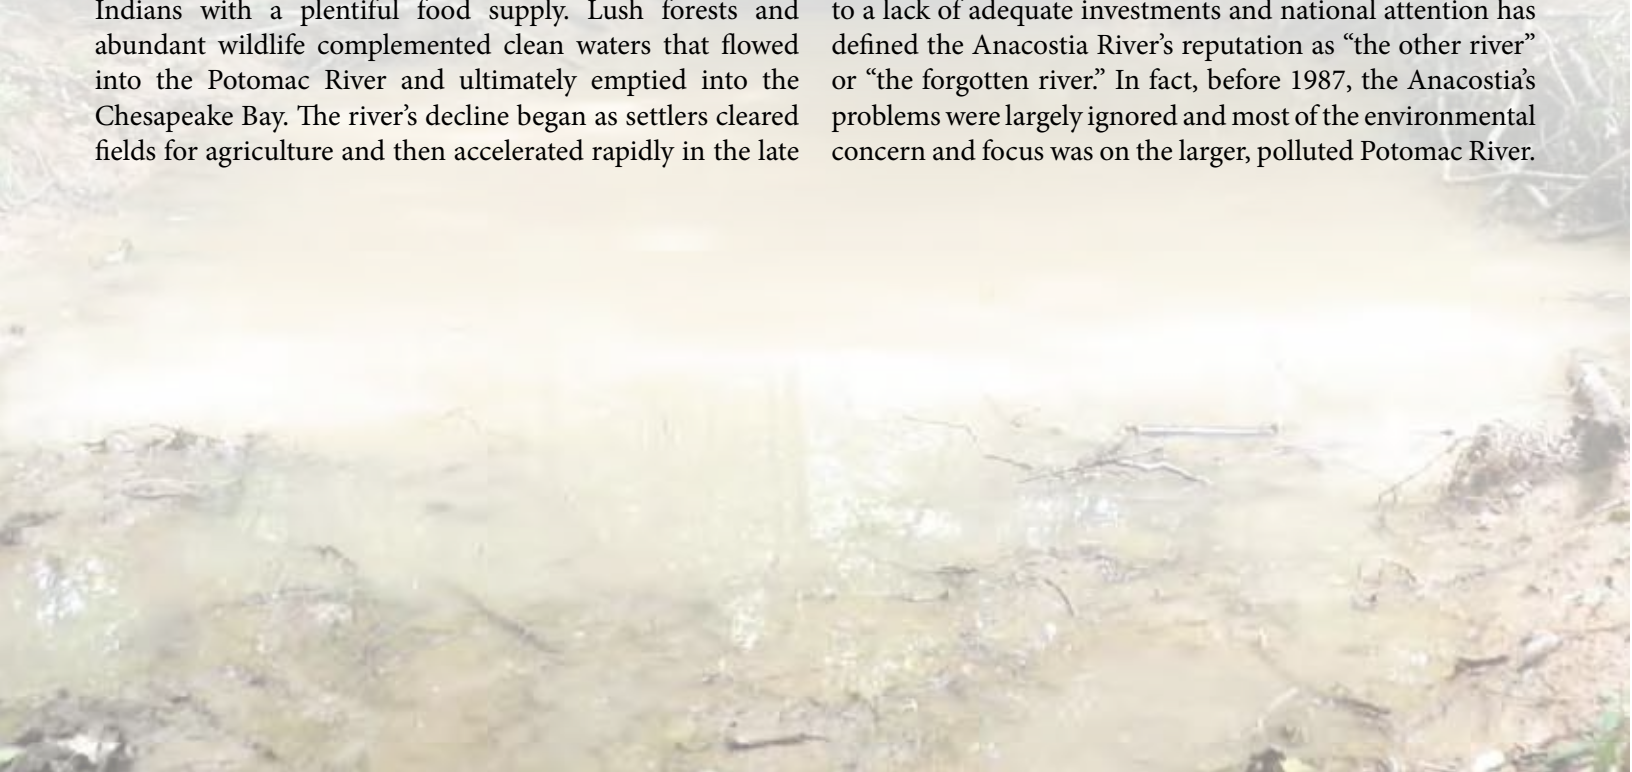 Indians with a plentiful food supply. Lush forests and
abundant wildlife complemented clean waters that flowed
into the Potomac River and ultimately emptied into the
Chesapeake Bay. The river’s decline began as settlers cleared
fields for agriculture and then accelerated rapidly in the late
to a lack of adequate investments and national attention has
defined the Anacostia River’s reputation as “the other river”
or “the forgotten river.” In fact, before 1987, the Anacostia’s
problems were largely ignored and most of the environmental
concern and focus was on the larger, polluted Potomac River.